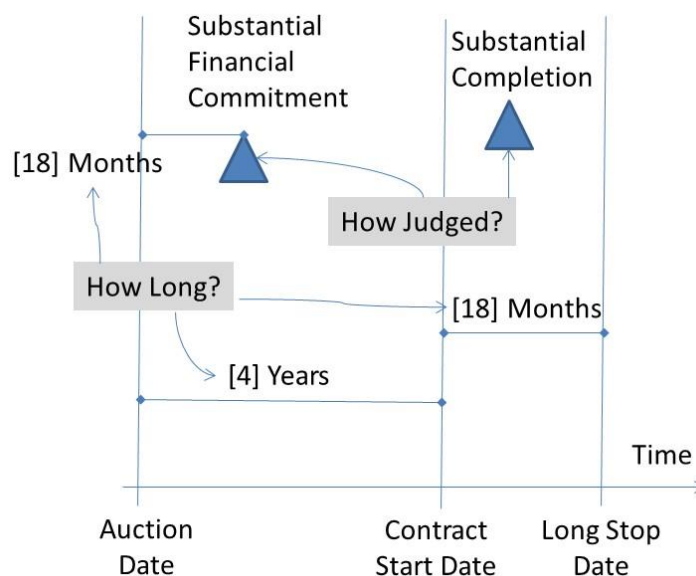 Substantial
Financial
Commitment
Substantial
Completion
[18] Months
How Judged?
How Long?
[18] Months
[4] Years
Time
Auction
Date
Contract
Start Date
Long Stop
Date